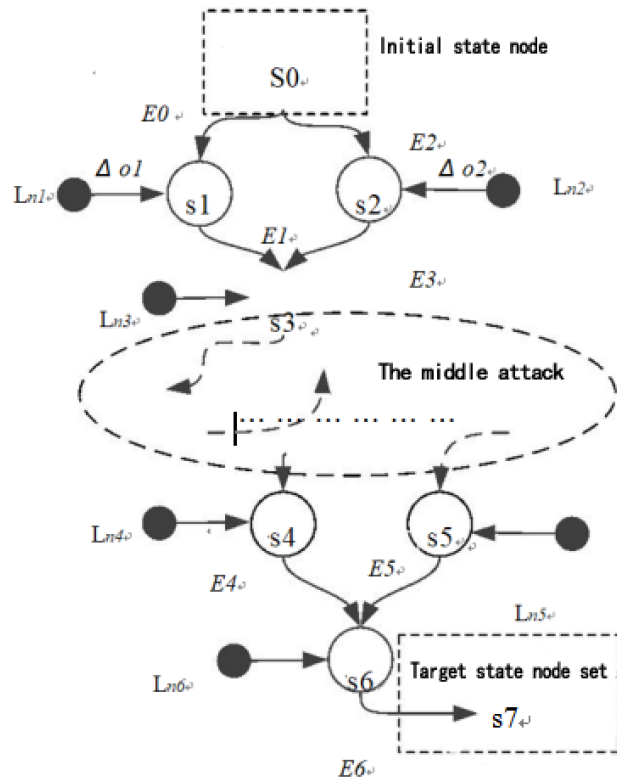 Initial state node
S0
E0
E2
Δ o1
Δ o2
Ln1
s1
s2
Ln2
E1
E3
Ln3
s3
The middle attack
... ... ... ... ... ...
Ln4
s4
s5
E4
E5
Ln5
Ln6
s6
Target state node set
s7
E6